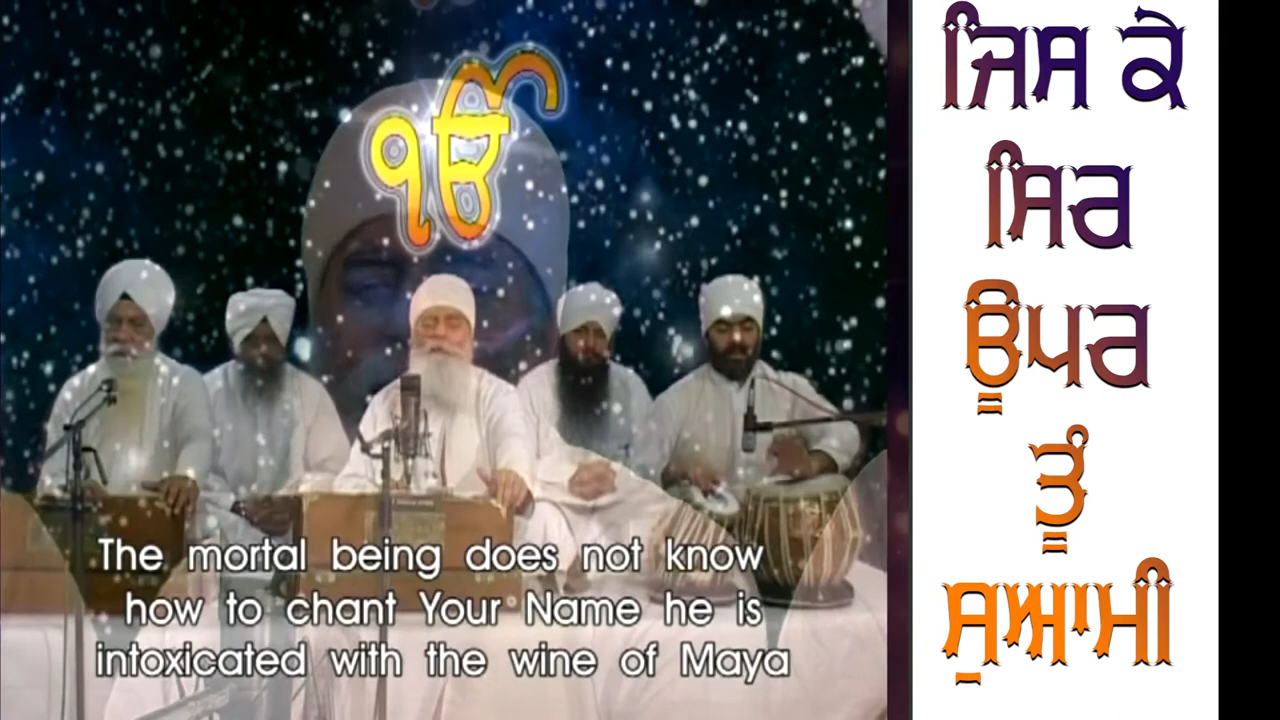 ੴ
The mortal being does not know
how to chant Your Name he is
intoxicated with the wine of Maya
ਜਿਸ ਕੇ
ਸਿਰ
ਊਪਰ
ਤੂੰ
ਸੁਆਮੀ